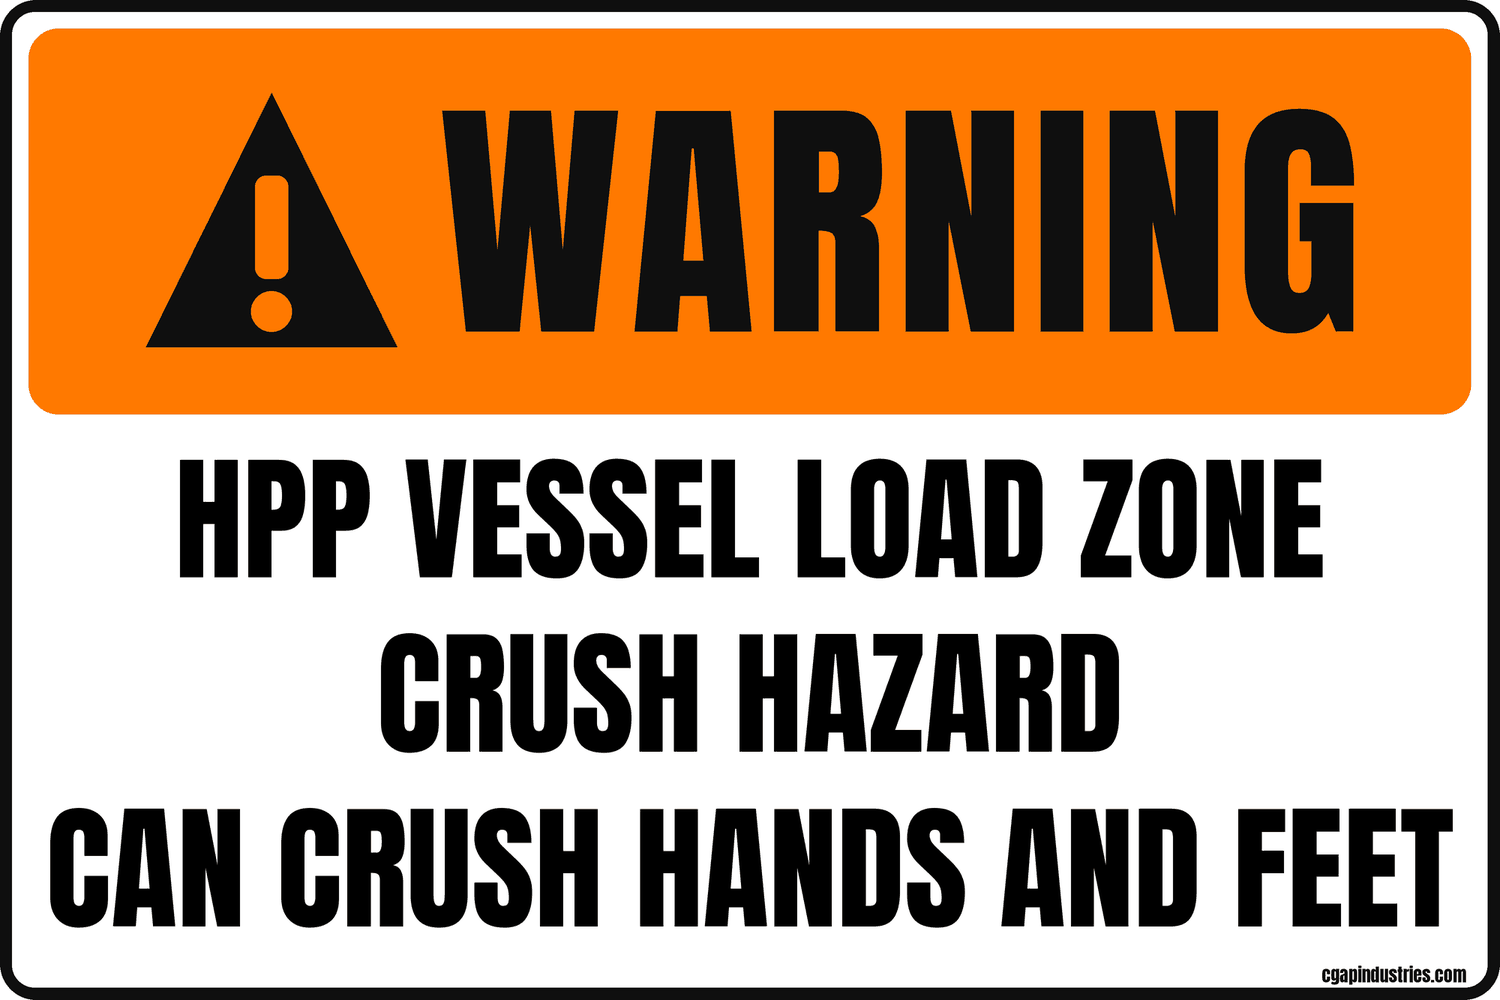 WARNING
HPP VESSEL LOAD ZONE
CRUSH HAZARD
CAN CRUSH HANDS AND FEET
cgapindustries.com